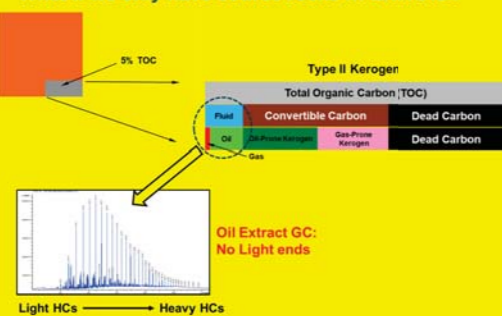 5% TOC
Type II Kerogen
Total Organic Carbon (TOC)
Fluid
Convertible Carbon
Dead Carbon
Oil
Oil-Prone Kerogen
Gas-Prone
Kerogen
Dead Carbon
Gas
Oil Extract GC:
No Light ends
Light HCs
Heavy HCs